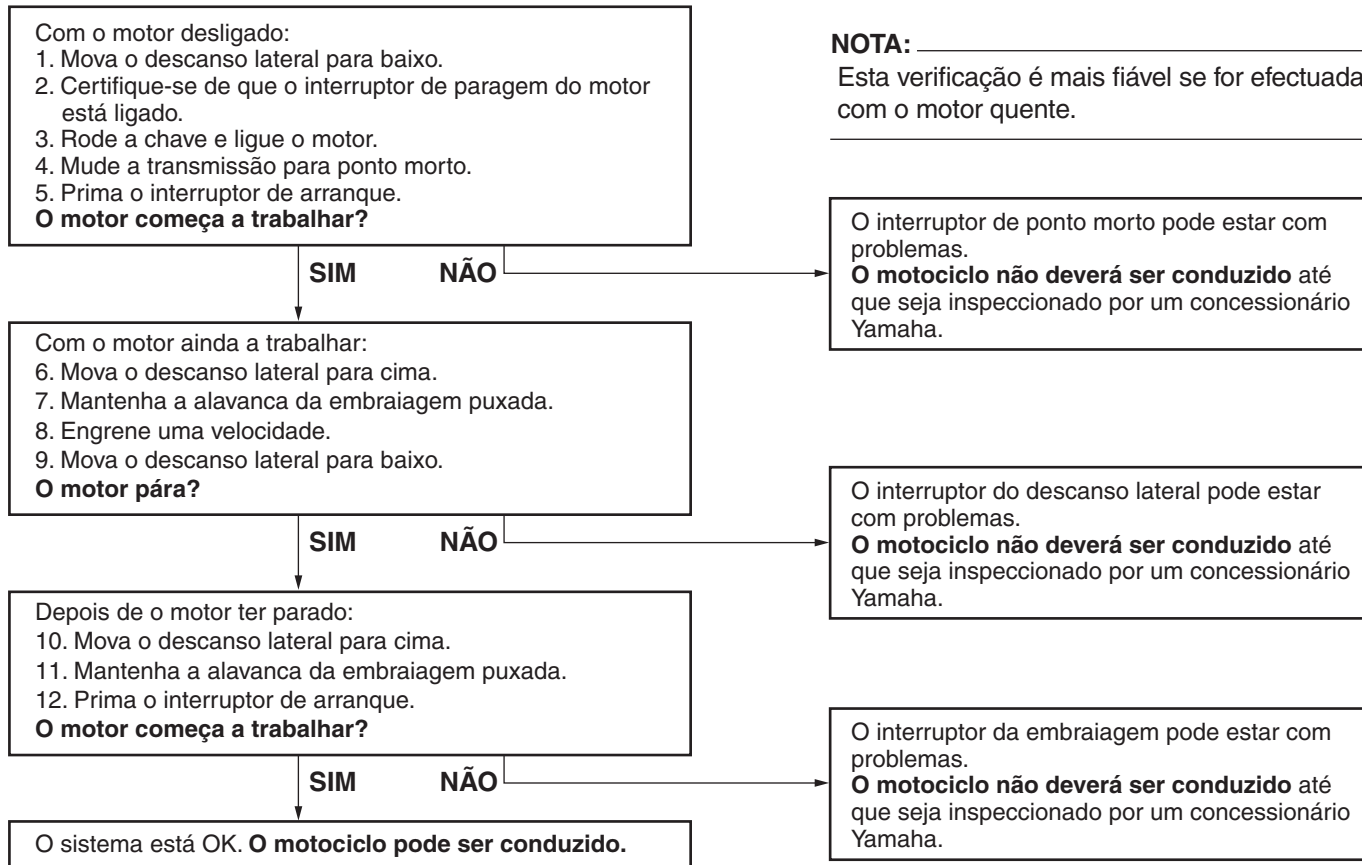 Com o motor desligado:
1. Mova o descanso lateral para baixo.
2. Certifique-se de que o interruptor de paragem do motor
está ligado.
3. Rode a chave e ligue o motor.
4. Mude a transmissão para ponto morto.
5. Prima o interruptor de arranque.
O motor começa a trabalhar?
NOTA:
Esta verificação é mais fiável se for efectuada
com o motor quente.
SIM NÃO
O interruptor de ponto morto pode estar com
problemas.
O motociclo não deverá ser conduzido até
que seja inspeccionado por um concessionário
Yamaha.
Com o motor ainda a trabalhar:
6. Mova o descanso lateral para cima.
7. Mantenha a alavanca da embraiagem puxada.
8. Engrene uma velocidade.
9. Mova o descanso lateral para baixo.
O motor pára?
SIM NÃO
O interruptor do descanso lateral pode estar
com problemas.
O motociclo não deverá ser conduzido até
que seja inspeccionado por um concessionário
Yamaha.
Depois de o motor ter parado:
10. Mova o descanso lateral para cima.
11. Mantenha a alavanca da embraiagem puxada.
12. Prima o interruptor de arranque.
O motor começa a trabalhar?
SIM NÃO
O interruptor da embraiagem pode estar com
problemas.
O motociclo não deverá ser conduzido até
que seja inspeccionado por um concessionário
Yamaha.
O sistema está OK. O motociclo pode ser conduzido.